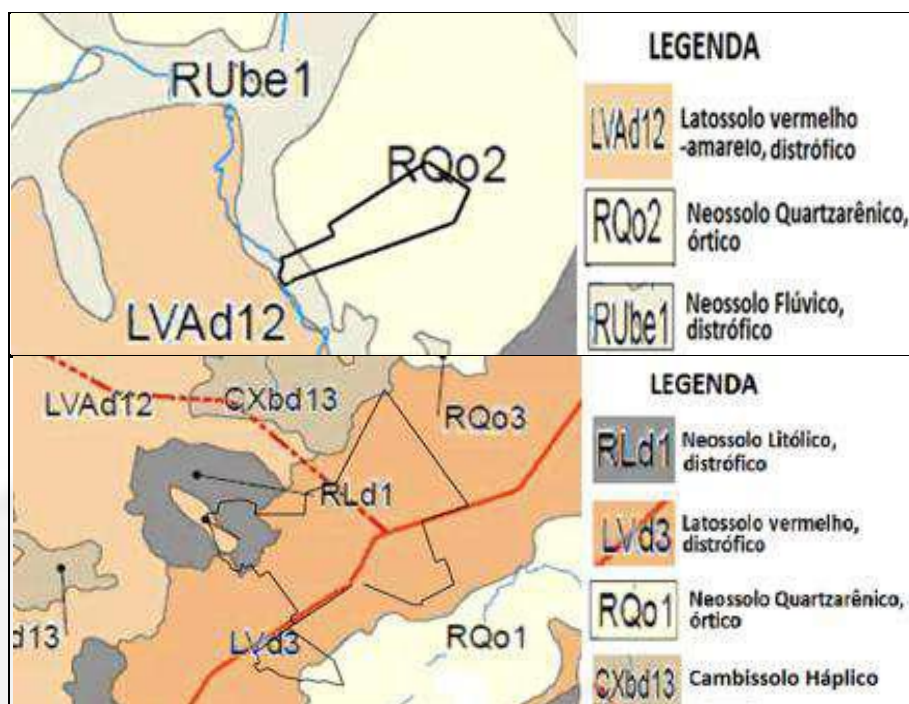 RUbe1
RQo2
LVAd12
LEGENDA
LVAd12
Latossolo vermelho
-amarelo, distrófico
RQo2
Neossolo Quartzarênico,
órtico
RUbe1
Neossolo Flúvico,
distrófico
LVAd12
CXbd13
RQo3
RLd1
d13
LVd3
RQo1
LEGENDA
RLd1
Neossolo Litólico,
distrófico
LVd3
Latossolo vermelho,
distrófico
RQo1
Neossolo Quartzarênico,
órtico
CXbd13
Cambissolo Háplico